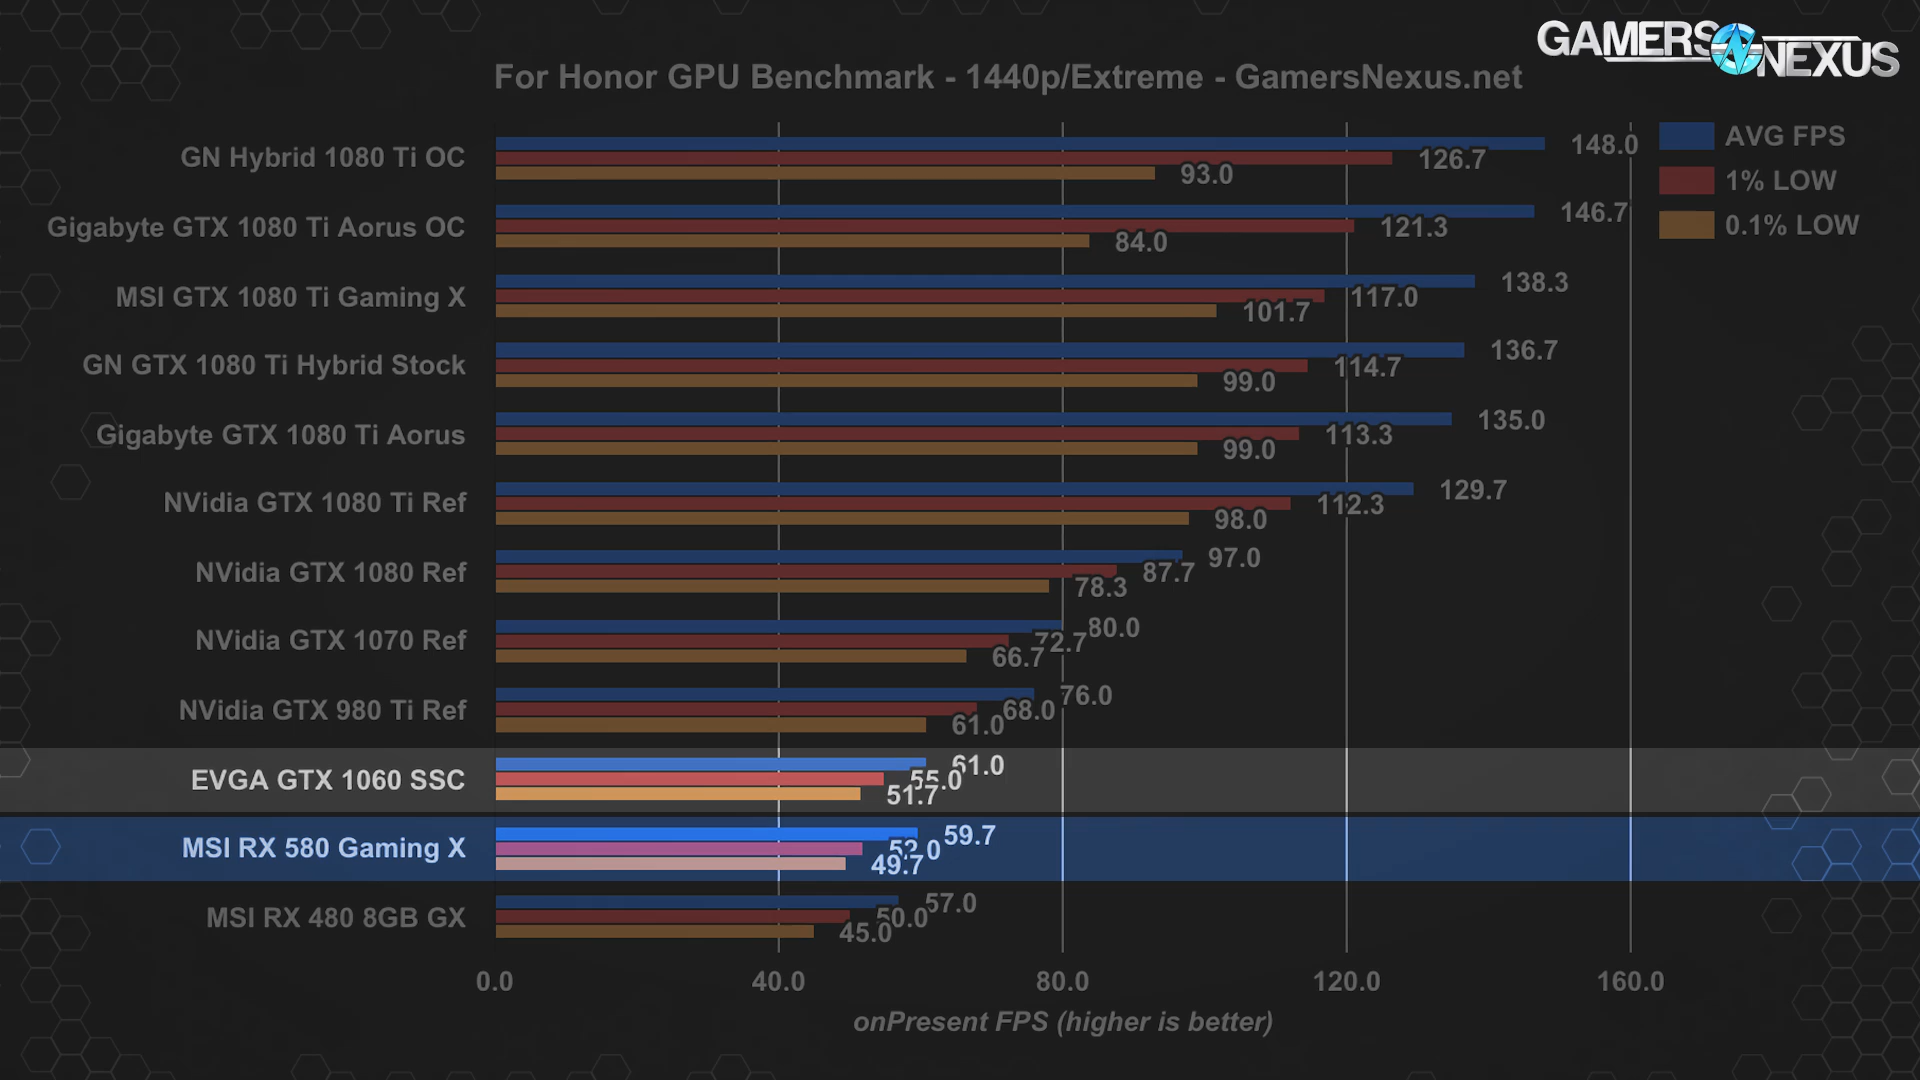 GAMERS NEXUS
For Honor GPU Benchmark - 1440p/Extreme - GamersNexus.net
AVG FPS
1% LOW
0.1% LOW
GN Hybrid 1080 Ti OC 148.0 126.7 93.0
Gigabyte GTX 1080 Ti Aorus OC 146.7 121.3 84.0
MSI GTX 1080 Ti Gaming X 138.3 117.0 101.7
GN GTX 1080 Ti Hybrid Stock 136.7 114.7 99.0
Gigabyte GTX 1080 Ti Aorus 135.0 113.3 99.0
NVidia GTX 1080 Ti Ref 129.7 112.3 98.0
NVidia GTX 1080 Ref 97.0 87.7 78.3
NVidia GTX 1070 Ref 80.0 72.7 66.7
NVidia GTX 980 Ti Ref 76.0 68.0 61.0
EVGA GTX 1060 SSC 61.0 55.0 51.7
MSI RX 580 Gaming X 59.7 52.0 49.7
MSI RX 480 8GB GX 57.0 50.0 45.0
0.0 40.0 80.0 120.0 160.0
onPresent FPS (higher is better)